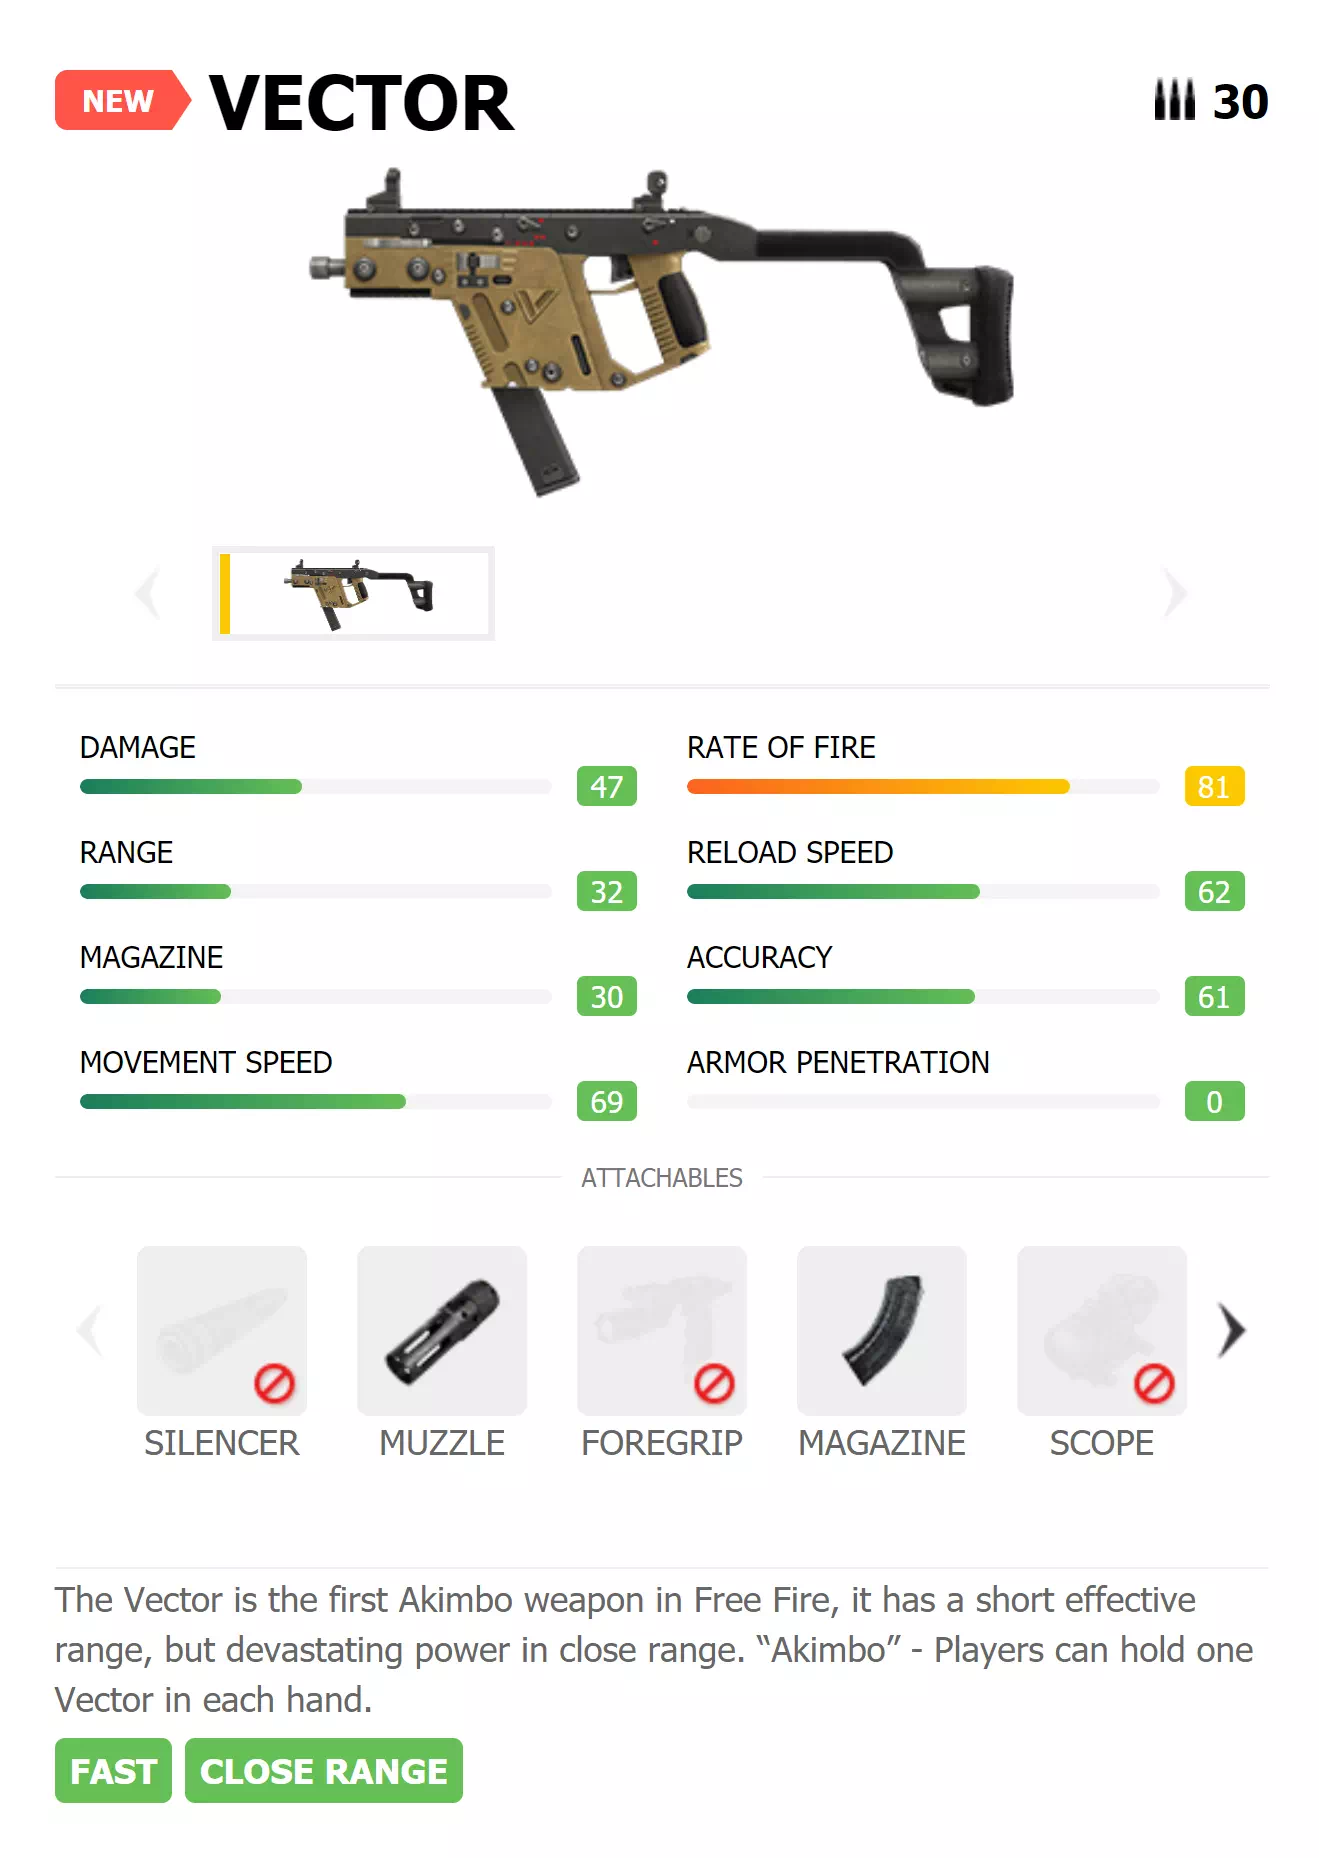 NEW VECTOR 30
DAMAGE
47
RATE OF FIRE
81
RANGE
32
RELOAD SPEED
62
MAGAZINE
30
ACCURACY
61
MOVEMENT SPEED
69
ARMOR PENETRATION
0
ATTACHABLES
SILENCER MUZZLE FOREGRIP MAGAZINE SCOPE
The Vector is the first Akimbo weapon in Free Fire, it has a short effective
range, but devastating power in close range. “Akimbo” - Players can hold one
Vector in each hand.
FAST CLOSE RANGE